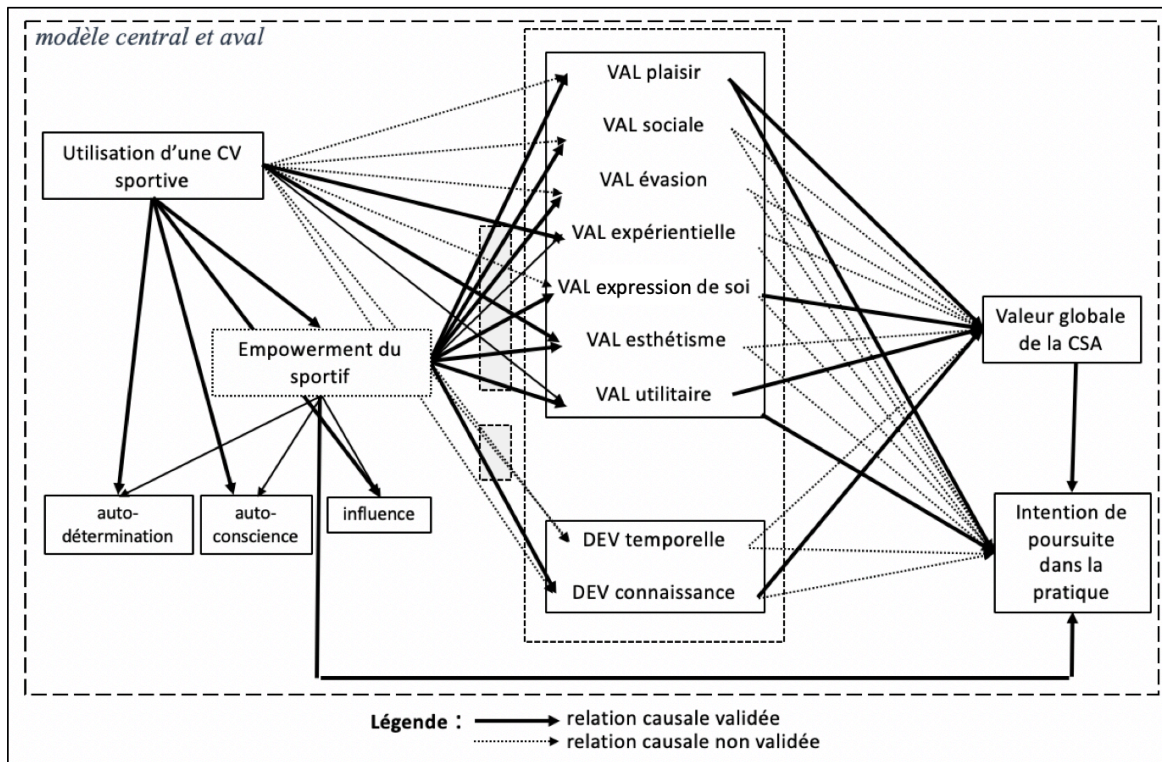 modèle central et aval
Utilisation d'une CV
sportive
Empowerment du
sportif
auto-
détermination
auto-
conscience
influence
VAL plaisir
VAL sociale
VAL évasion
VAL expérientielle
VAL expression de soi
VAL esthétisme
VAL utilitaire
DEV temporelle
DEV connaissance
Valeur globale
de la CSA
Intention de
poursuite
dans la
pratique
Légende :
relation causale validée
relation causale non validée